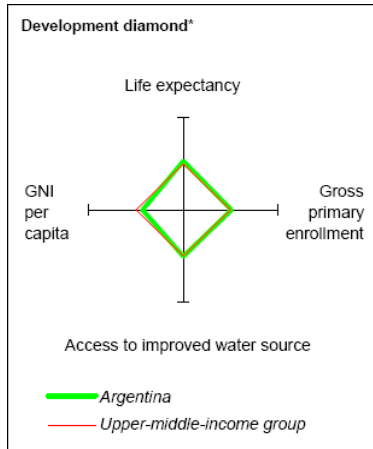 Development diamond*
Life expectancy
GNI
per
capita
Gross
primary
enrollment
Access to improved water source
Argentina
Upper-middle-income group